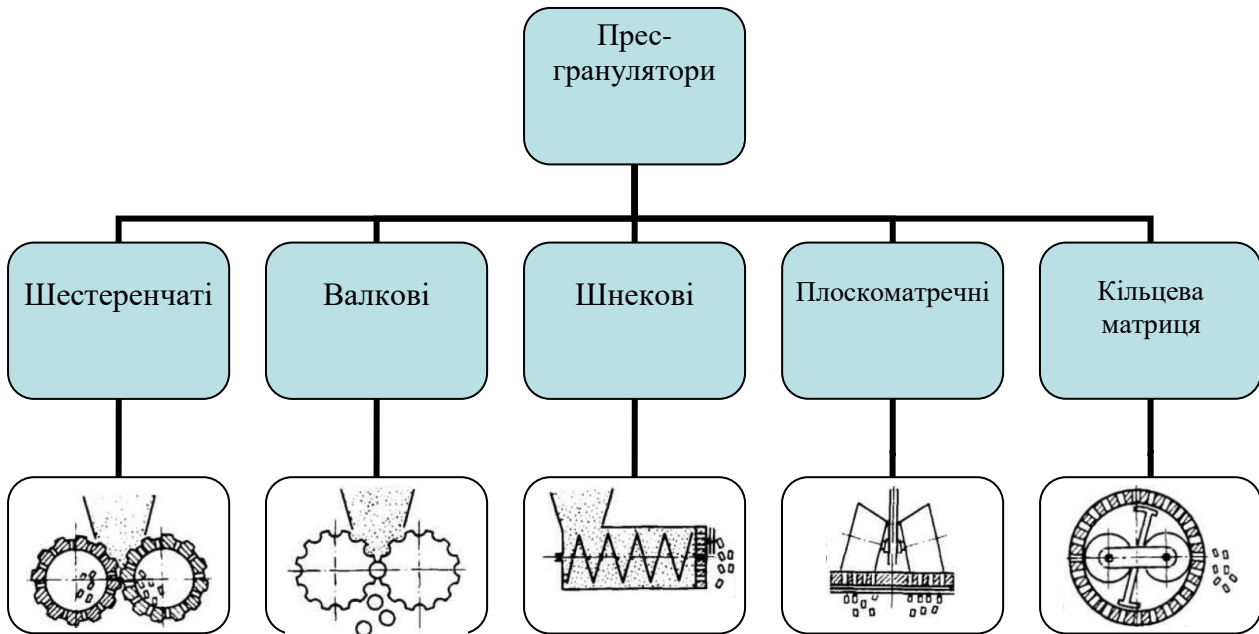 Прес-
гранулятори
Шестеренчаті
Валкові
Шнекові
Плоскоматречні
Кільцева
матриця